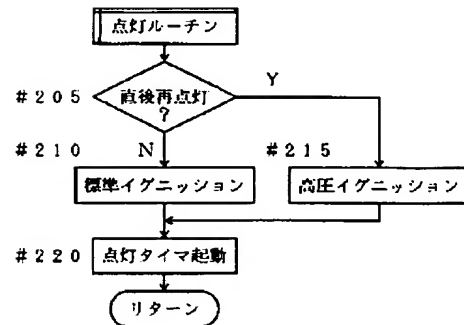 点灯ルーチン
Y
#205
直後再点灯
?
#210
N
#215
標準イグニッション
高圧イグニッション
#220
点灯タイマ起動
リターン